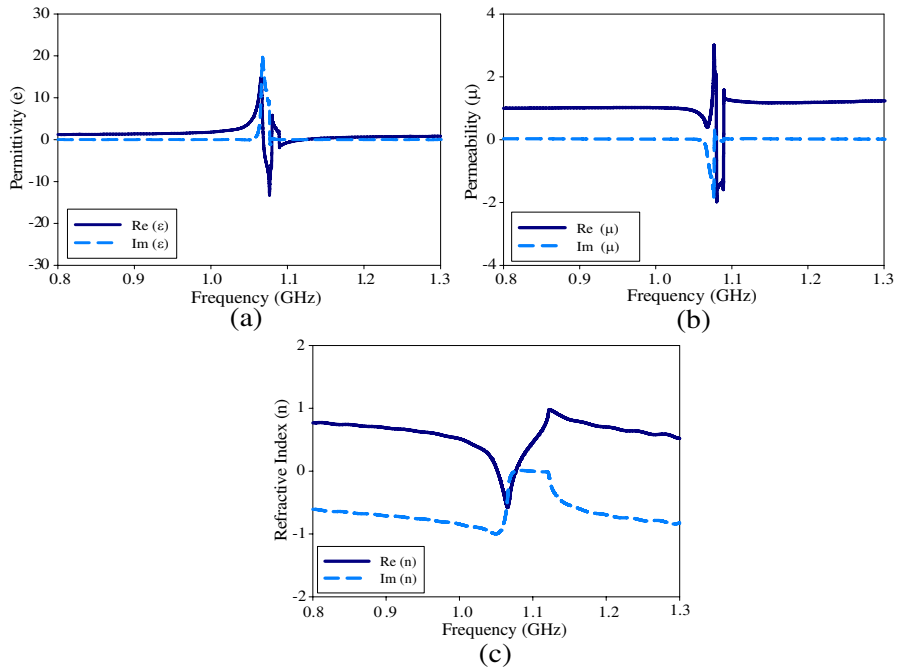 30
20
10
0
-10
-20
-30
Permittivity (e)
Re (ε)
Im (ε)
0.8 0.9 1.0 1.1 1.2 1.3
Frequency (GHz)
(a)
4
2
0
-2
-4
Permeability (μ)
Re (μ)
Im (μ)
0.8 0.9 1.0 1.1 1.2 1.3
Frequency (GHz)
(b)
2
1
0
-1
-2
Refractive Index (n)
Re (n)
Im (n)
0.8 0.9 1.0 1.1 1.2 1.3
Frequency (GHz)
(c)